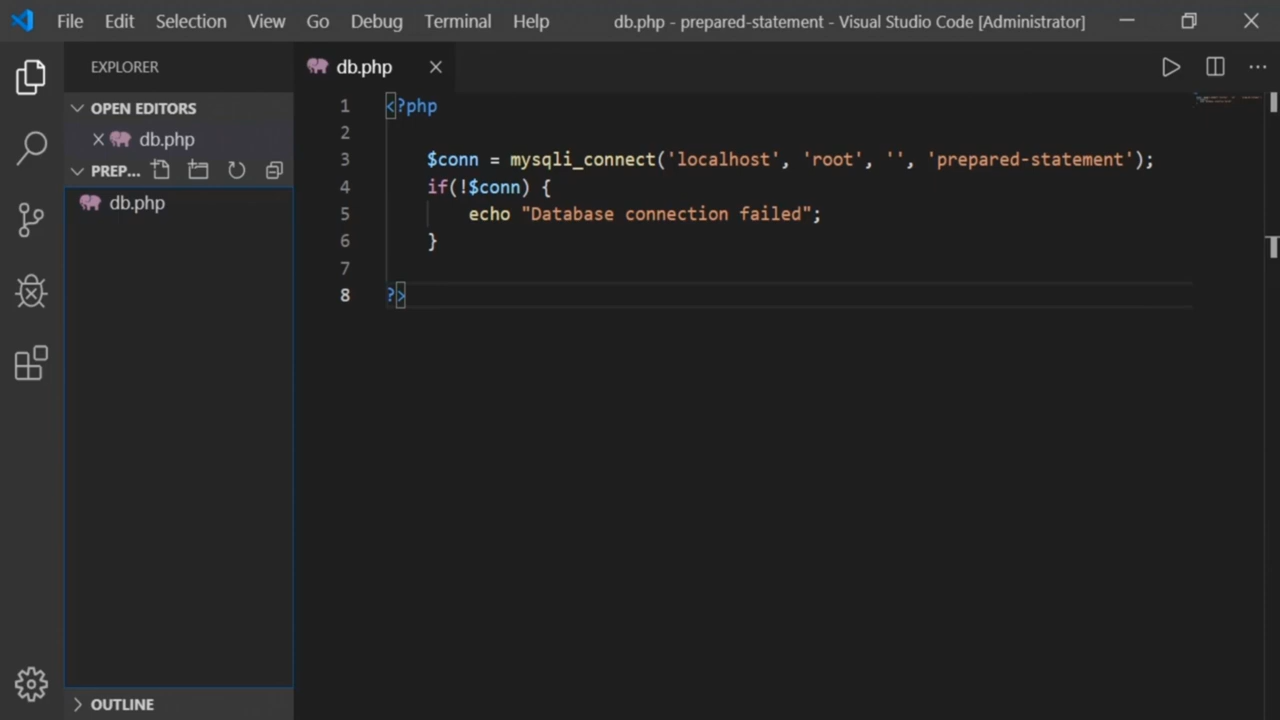 File Edit Selection View Go Debug Terminal Help db.php - prepared-statement - Visual Studio Code [Administrator]
EXPLORER
OPEN EDITORS
db.php
PREP...
db.php
OUTLINE
db.php
1 <?php
2
3 $conn = mysqli_connect('localhost', 'root', '', 'prepared-statement');
4 if(!$conn) {
5 echo "Database connection failed";
6 }
7
8 ?>